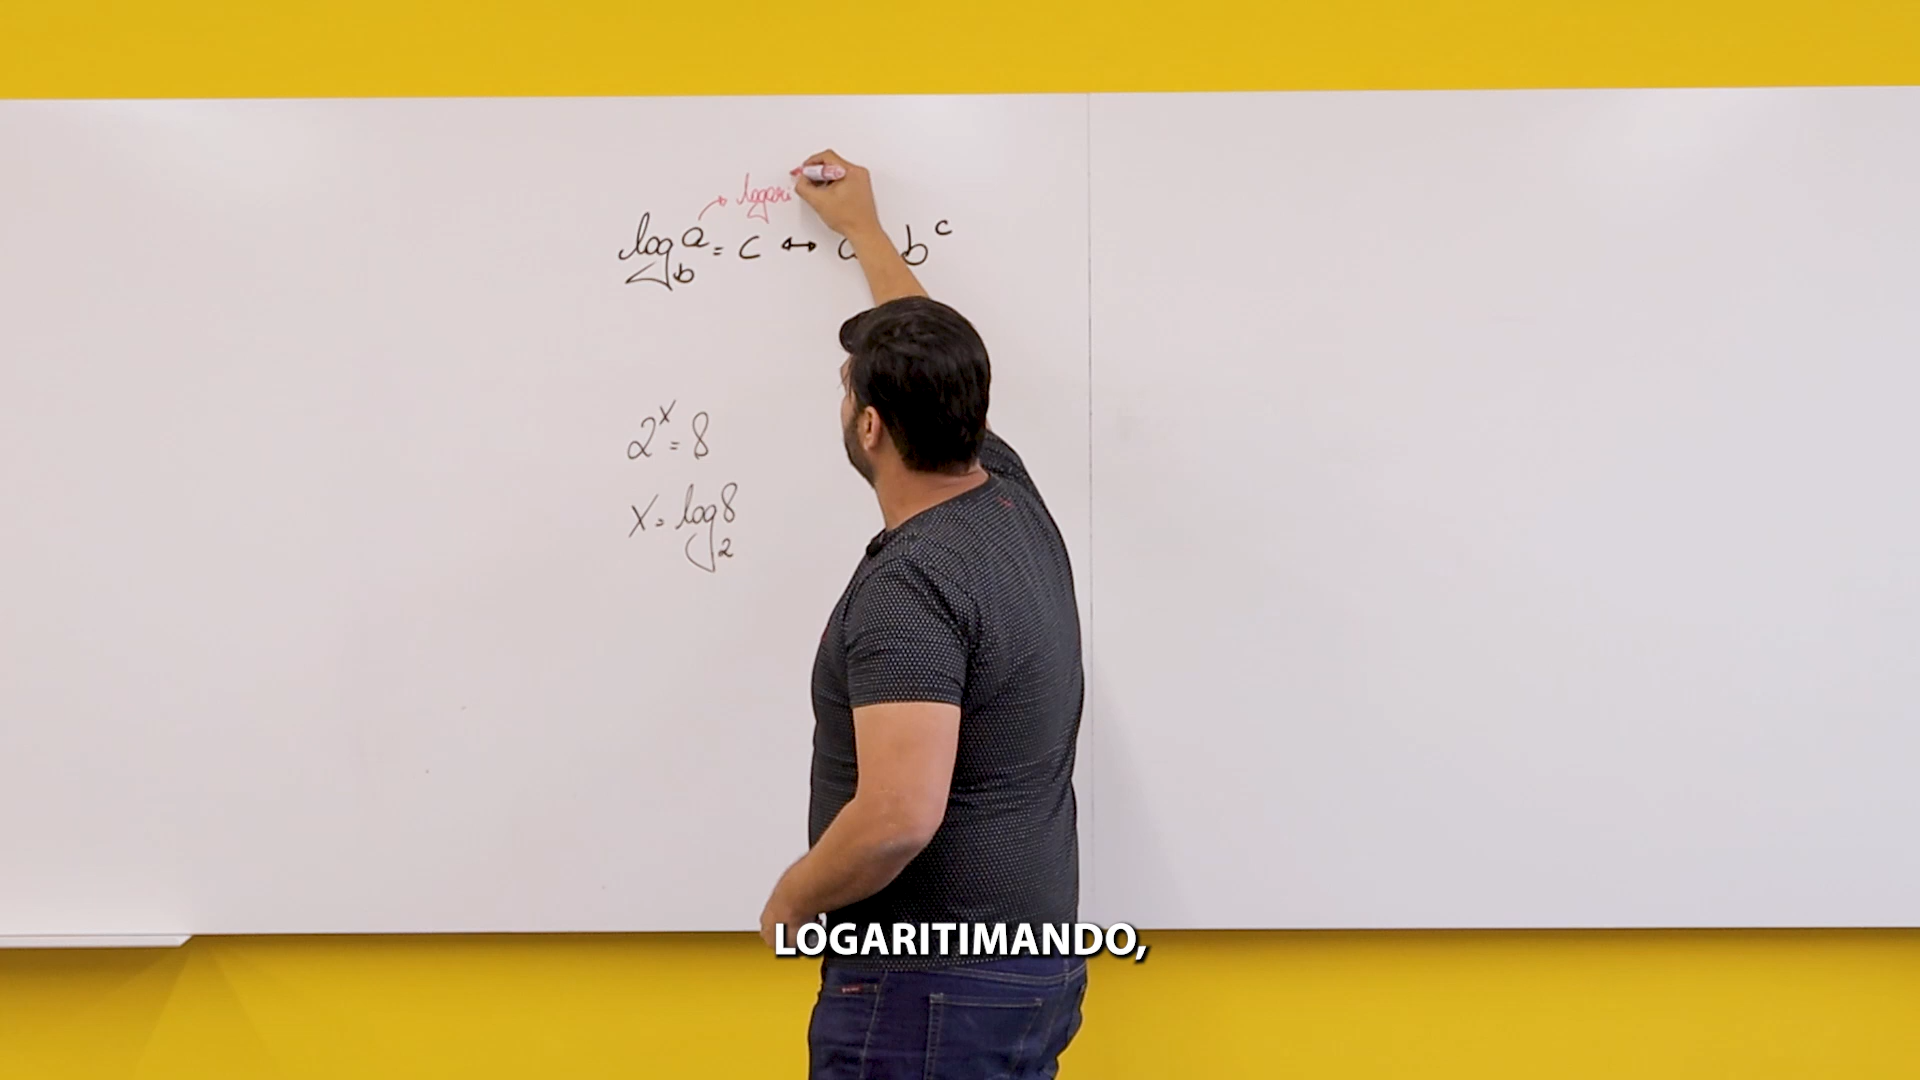 logari
log_b a = c ↔ a b^c
2^x = 8
x = log_2 8
LOGARITIMANDO,